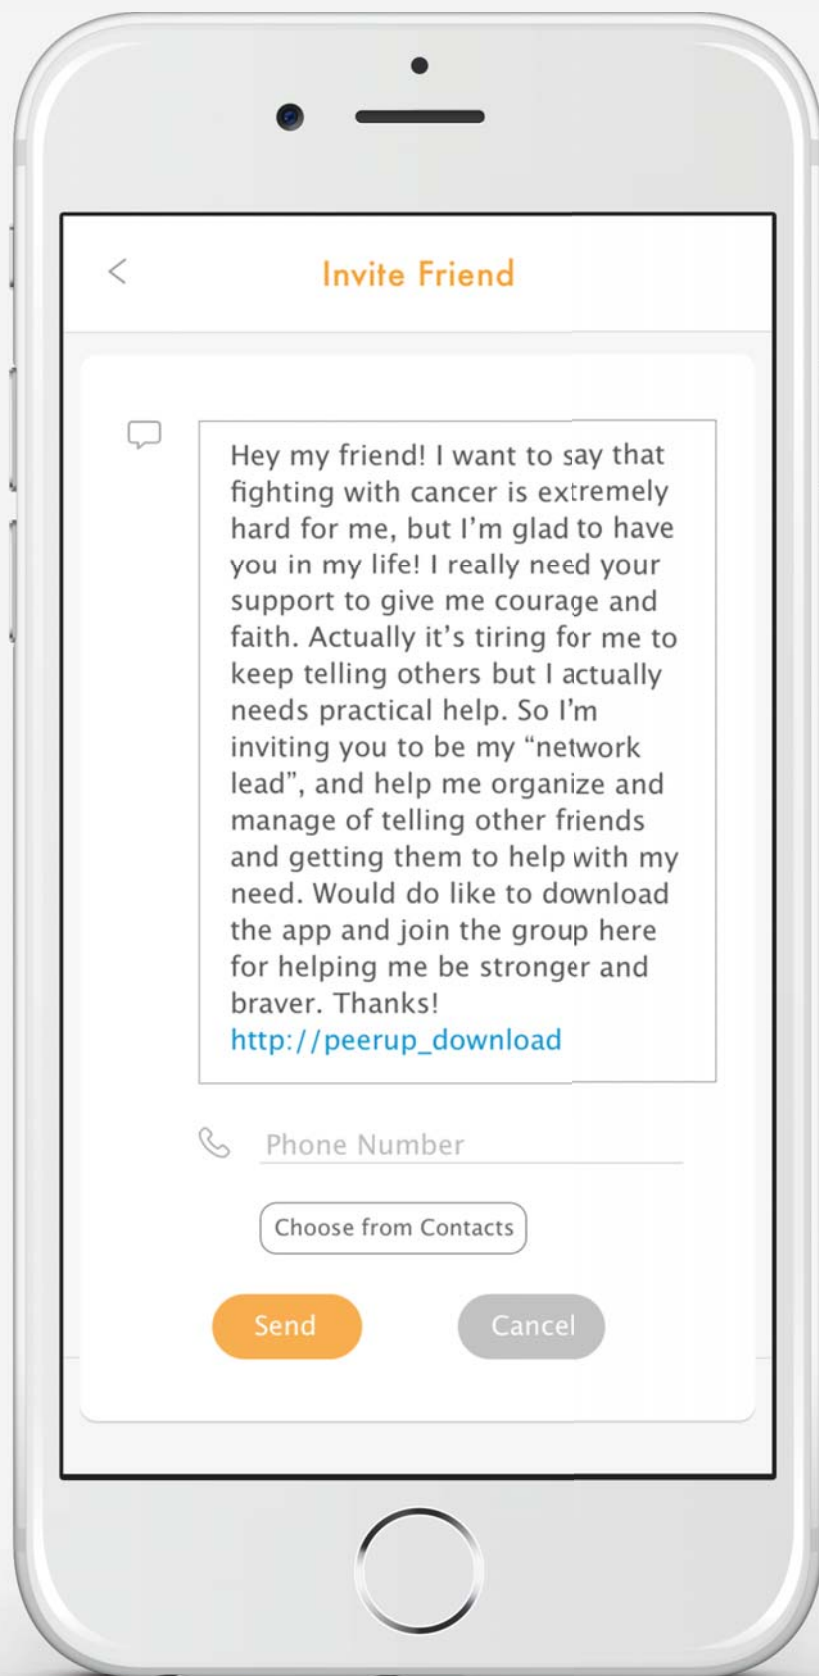 Invite Friend
Hey my friend! I want to say that
fighting with cancer is extremely
hard for me, but I'm glad to have
you in my life! I really need your
support to give me courage and
faith. Actually it's tiring for me to
keep telling others but I actually
needs practical help. So I'm
inviting you to be my “network
lead”, and help me organize and
manage of telling other friends
and getting them to help with my
need. Would do like to download
the app and join the group here
for helping me be stronger and
braver. Thanks!
http://peerup_download
Phone Number
Choose from Contacts
Send
Cancel